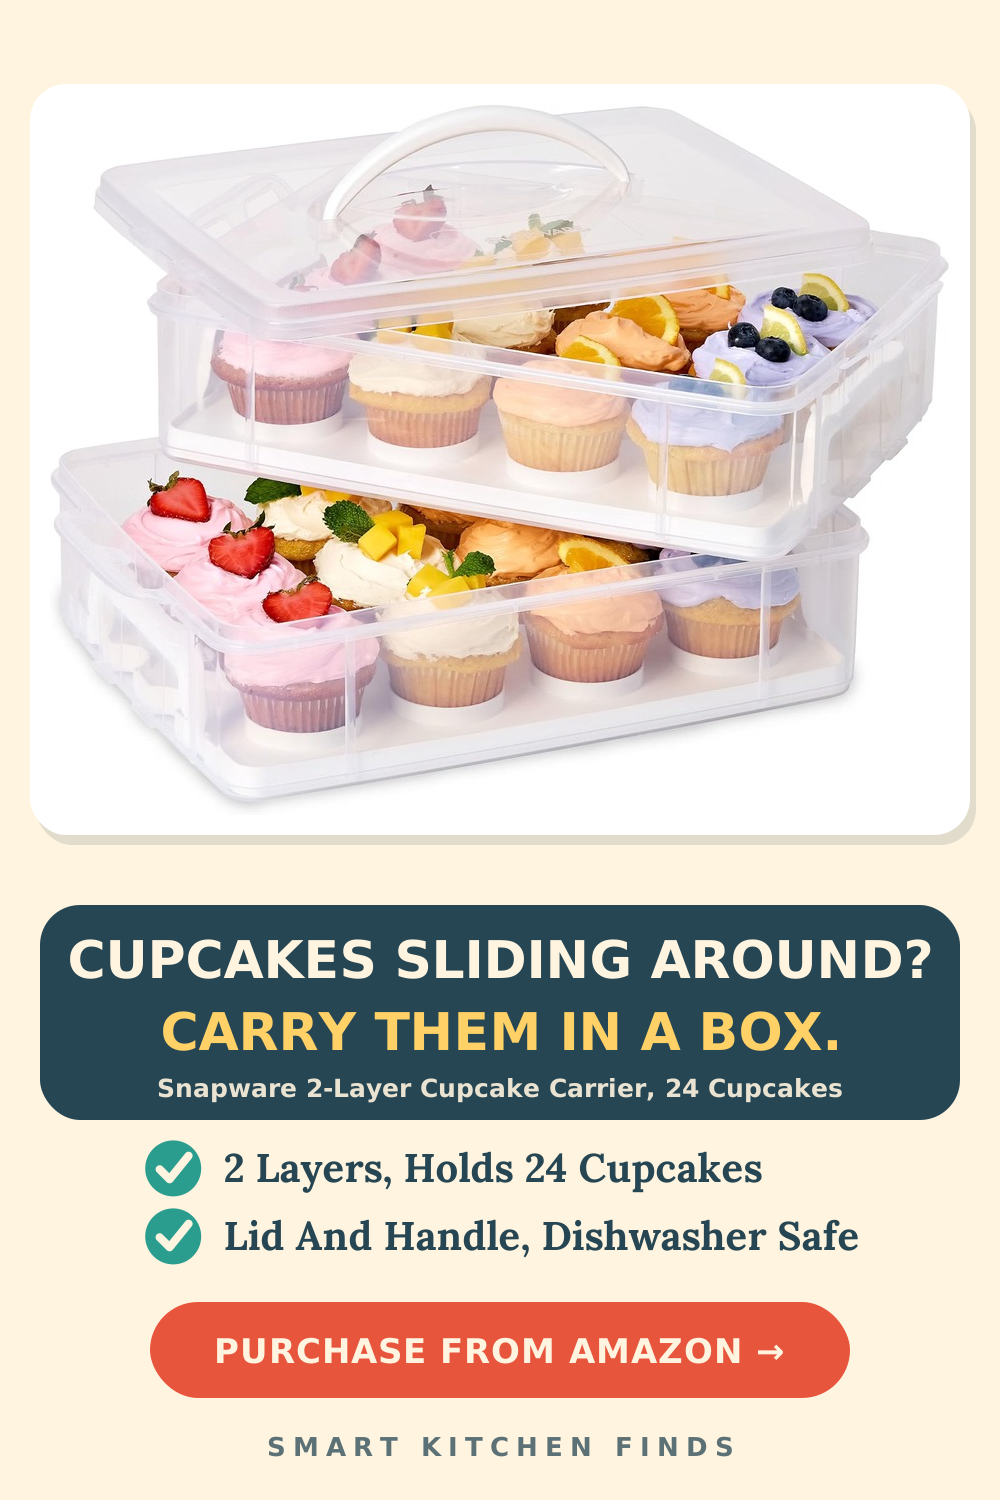 CUPCAKES SLIDING AROUND?
CARRY THEM IN A BOX.
Snapware 2-Layer Cupcake Carrier, 24 Cupcakes
2 Layers, Holds 24 Cupcakes
Lid And Handle, Dishwasher Safe
PURCHASE FROM AMAZON →
SMART KITCHEN FINDS